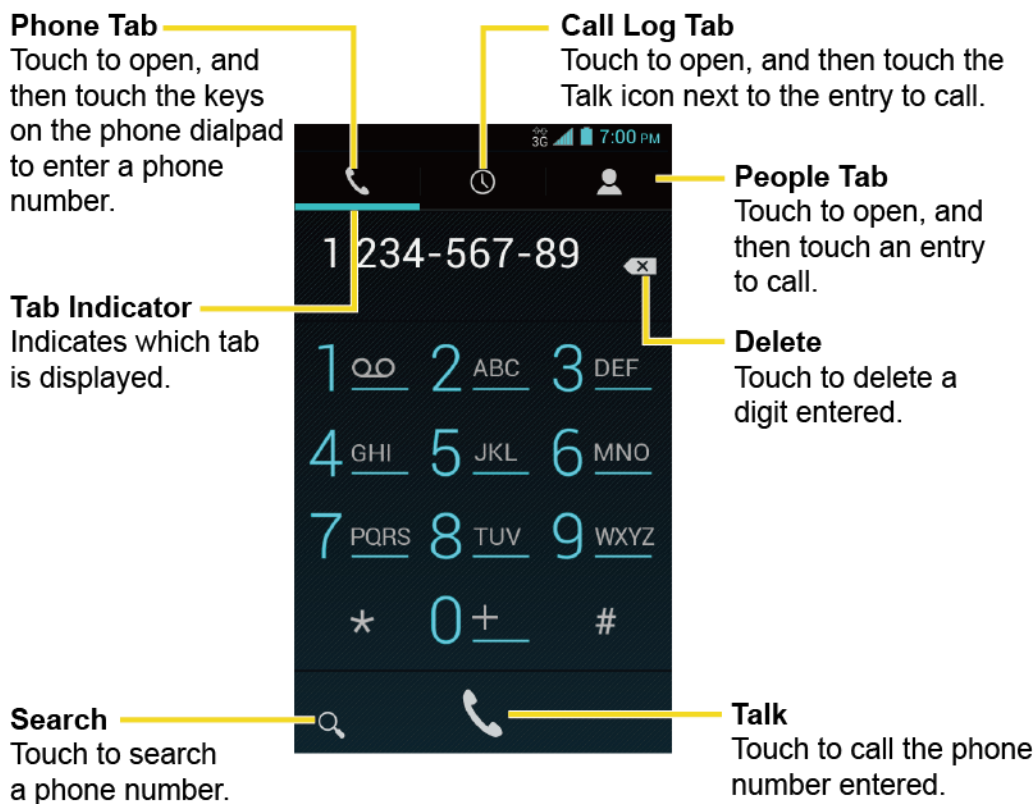 Phone Tab
Touch to open, and
then touch the keys
on the phone dialpad
to enter a phone
number.
Call Log Tab
Touch to open, and then touch the
Talk icon next to the entry to call.
3G 7:00 PM
People Tab
Touch to open, and
then touch an entry
to call.
1 234-567-89
Tab Indicator
Indicates which tab
is displayed.
Delete
Touch to delete a
digit entered.
1 2 ABC 3 DEF
4 GHI 5 JKL 6 MNO
7 PQRS 8 TUV 9 WXYZ
* 0 + #
Search
Touch to search
a phone number.
Talk
Touch to call the phone
number entered.